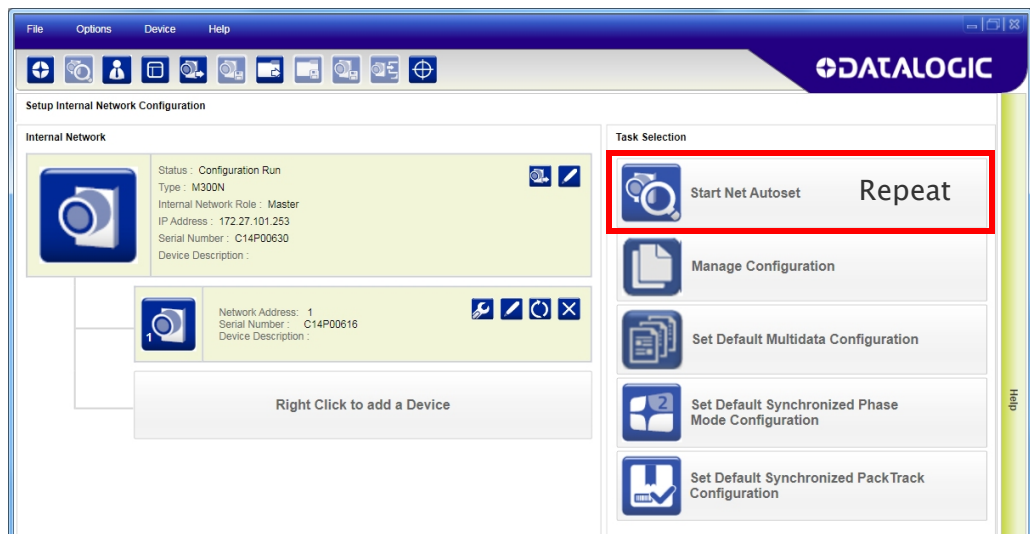 File Options Device Help
DATALOGIC
Setup Internal Network Configuration
Internal Network
Status : Configuration Run
Type : M300N
Internal Network Role : Master
IP Address : 172.27.101.253
Serial Number : C14P00630
Device Description :
1
Network Address: 1
Serial Number : C14P00616
Device Description :
Right Click to add a Device
Task Selection
Start Net Autoset Repeat
Manage Configuration
Set Default Multidata Configuration
2
Set Default Synchronized Phase
Mode Configuration
Set Default Synchronized PackTrack
Configuration
Help